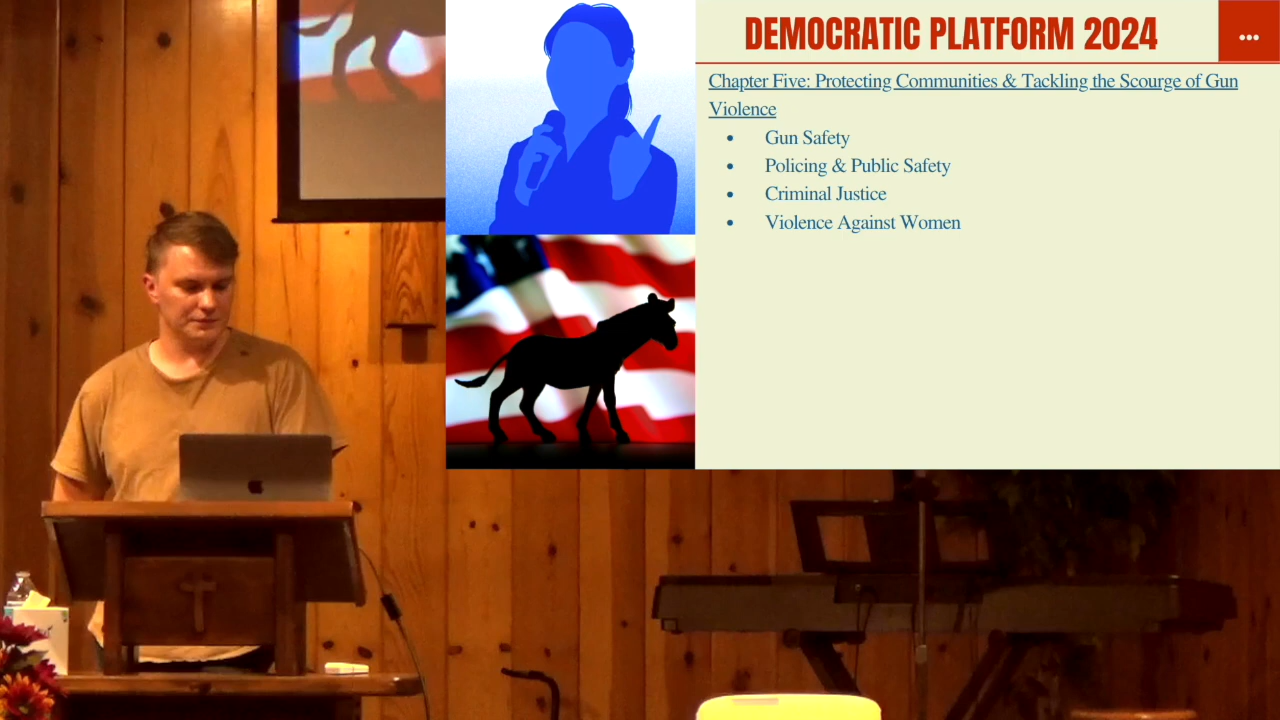 DEMOCRATIC PLATFORM 2024
Chapter Five: Protecting Communities & Tackling the Scourge of Gun
Violence
• Gun Safety
• Policing & Public Safety
• Criminal Justice
• Violence Against Women